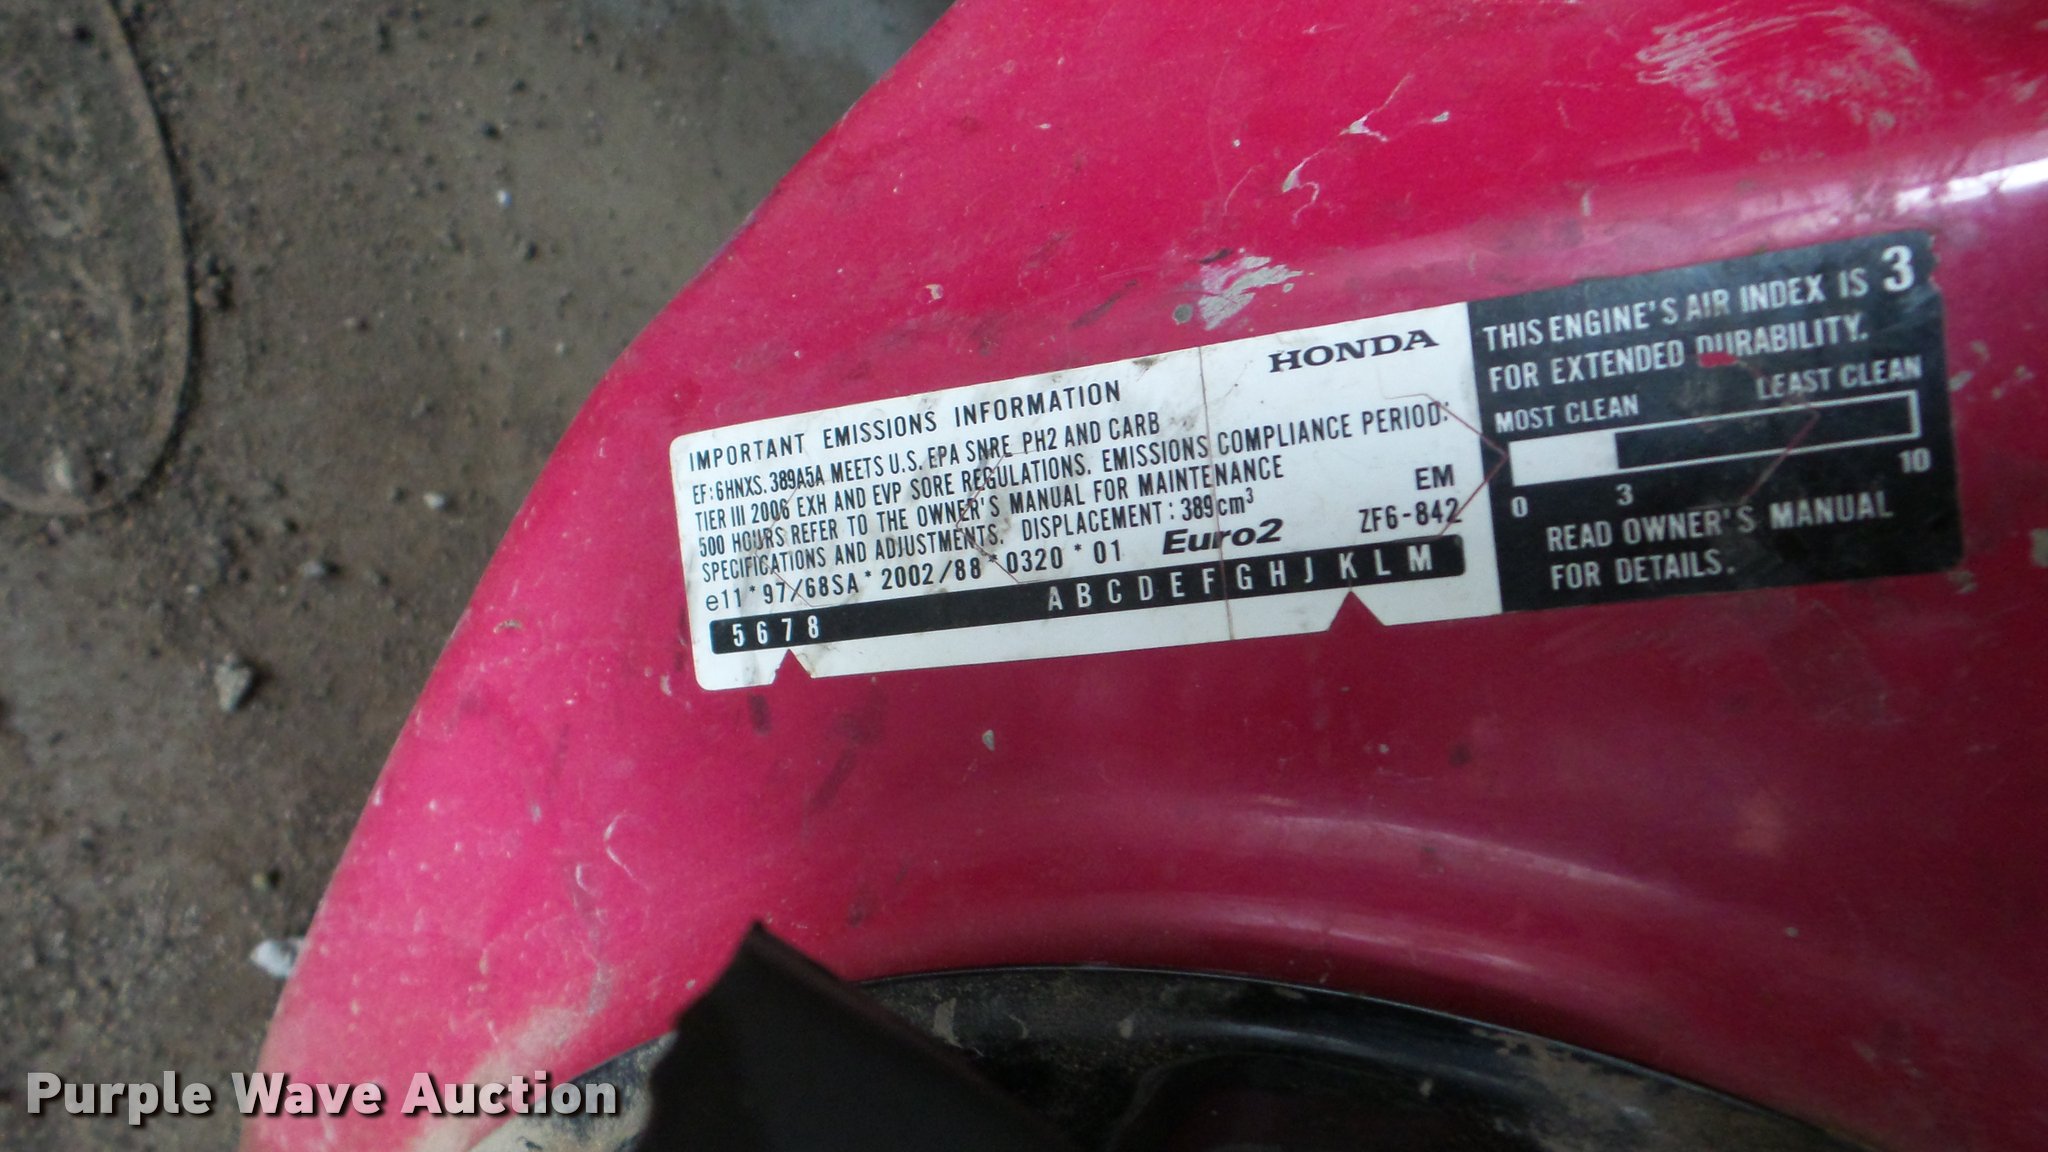 HONDA
IMPORTANT EMISSIONS INFORMATION
EF:6HNXS.389A5A MEETS U.S. EPA SNRE PH2 AND CARB
TIER III 2006 EXH AND EVP SORE REGULATIONS. EMISSIONS COMPLIANCE PERIOD:
500 HOURS REFER TO THE OWNER'S MANUAL FOR MAINTENANCE
SPECIFICATIONS AND ADJUSTMENTS. DISPLACEMENT:389cm³
EM
e11*97/68SA*2002/88*0320*01 Euro2 ZF6-842
5 6 7 8 A B C D E F G H J K L M
THIS ENGINE'S AIR INDEX IS 3
FOR EXTENDED DURABILITY.
MOST CLEAN LEAST CLEAN
0 3 10
READ OWNER'S MANUAL
FOR DETAILS.
Purple Wave Auction